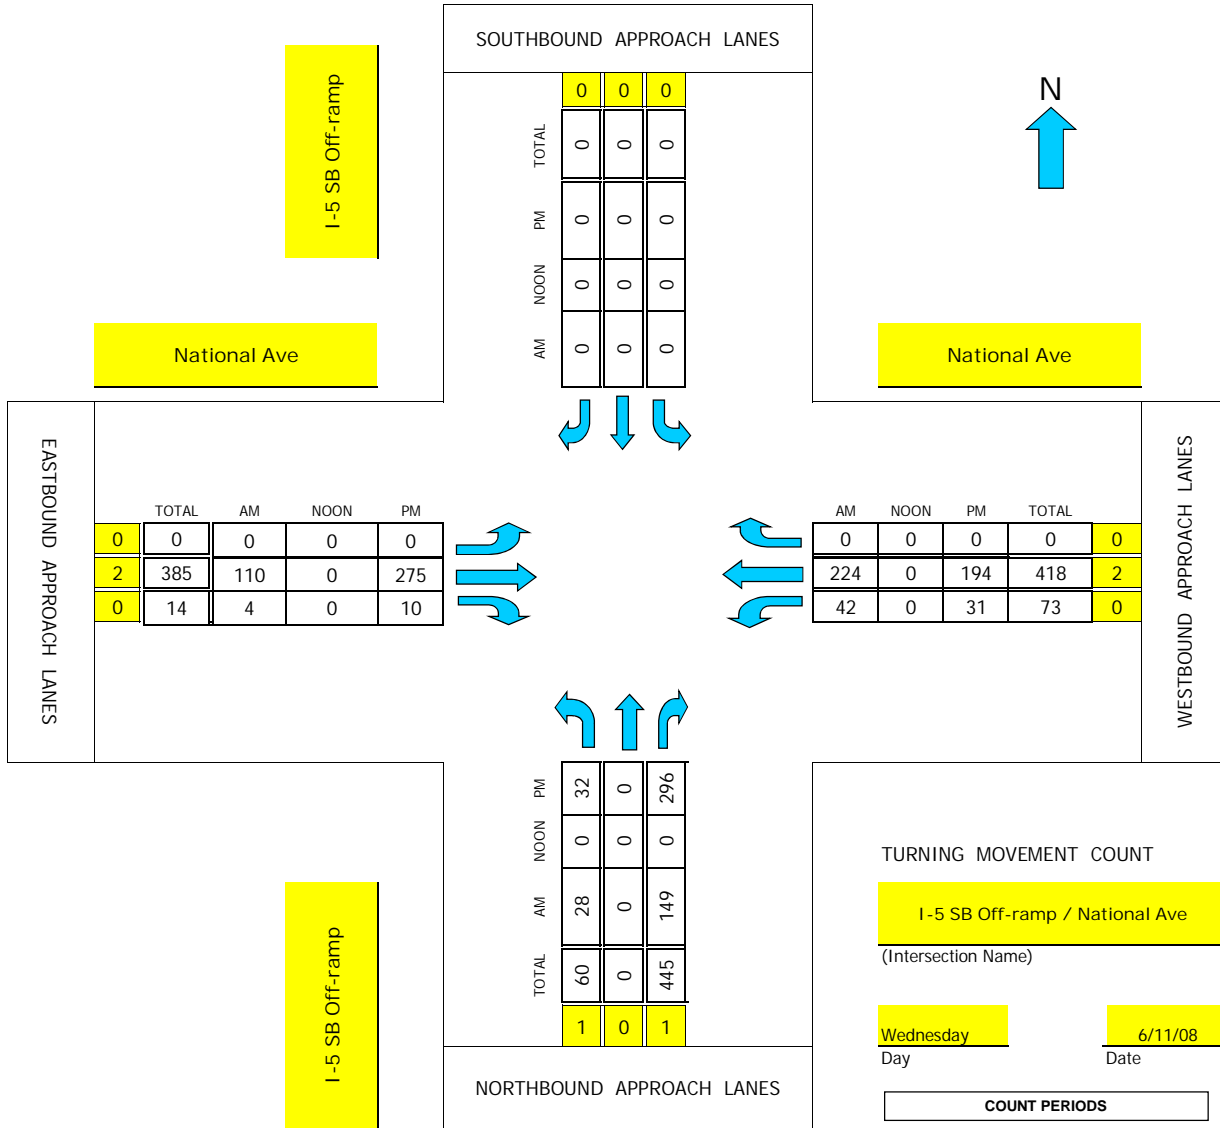 SOUTHBOUND APPROACH LANES
I-5 SB Off-ramp
N
0 0 0
TOTAL 0 0 0
PM 0 0 0
NOON 0 0 0
AM 0 0 0
National Ave
National Ave
EASTBOUND APPROACH LANES
TOTAL AM NOON PM
0 0 0 0 0
2 385 110 0 275
0 14 4 0 10
AM NOON PM TOTAL
0 0 0 0 0
224 0 194 418 2
42 0 31 73 0
WESTBOUND APPROACH LANES
PM 32 0 296
NOON 0 0 0
AM 28 0 149
TOTAL 60 0 445
1 0 1
I-5 SB Off-ramp
NORTHBOUND APPROACH LANES
TURNING MOVEMENT COUNT
I-5 SB Off-ramp / National Ave
(Intersection Name)
Wednesday 6/11/08
Day Date
COUNT PERIODS